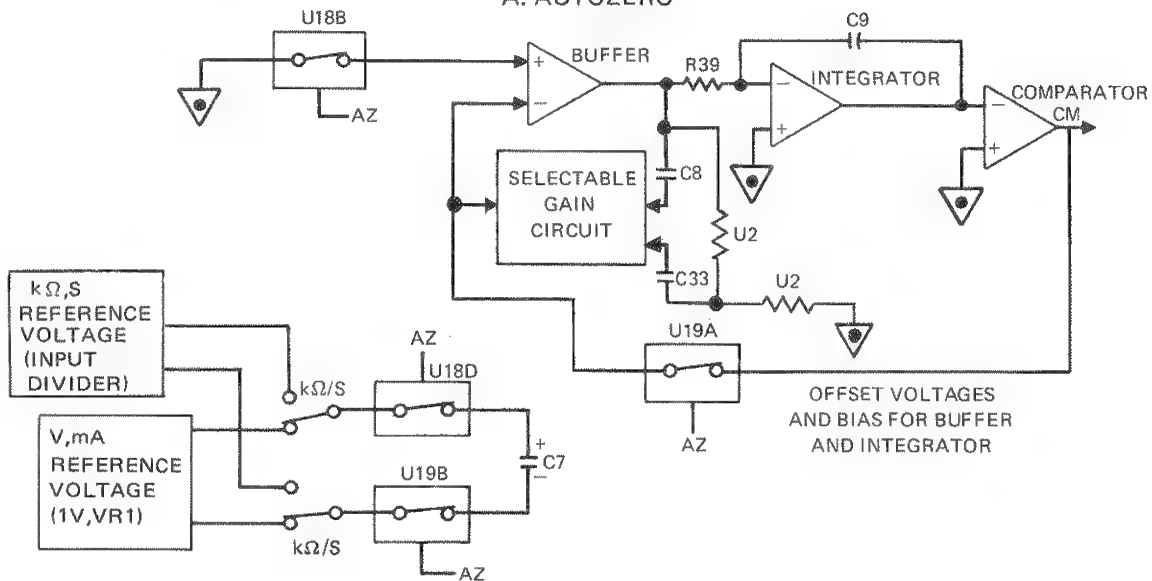 A. AUTOZERO
U18B
AZ
BUFFER
+
−
R39
C9
INTEGRATOR
−
+
COMPARATOR
CM
−
+
SELECTABLE
GAIN
CIRCUIT
C8
U2
C33
U2
U19A
AZ
OFFSET VOLTAGES
AND BIAS FOR BUFFER
AND INTEGRATOR
kΩ,S
REFERENCE
VOLTAGE
(INPUT
DIVIDER)
V,mA
REFERENCE
VOLTAGE
(1V,VR1)
kΩ/S
AZ
U18D
+
C7
−
U19B
kΩ/S
AZ